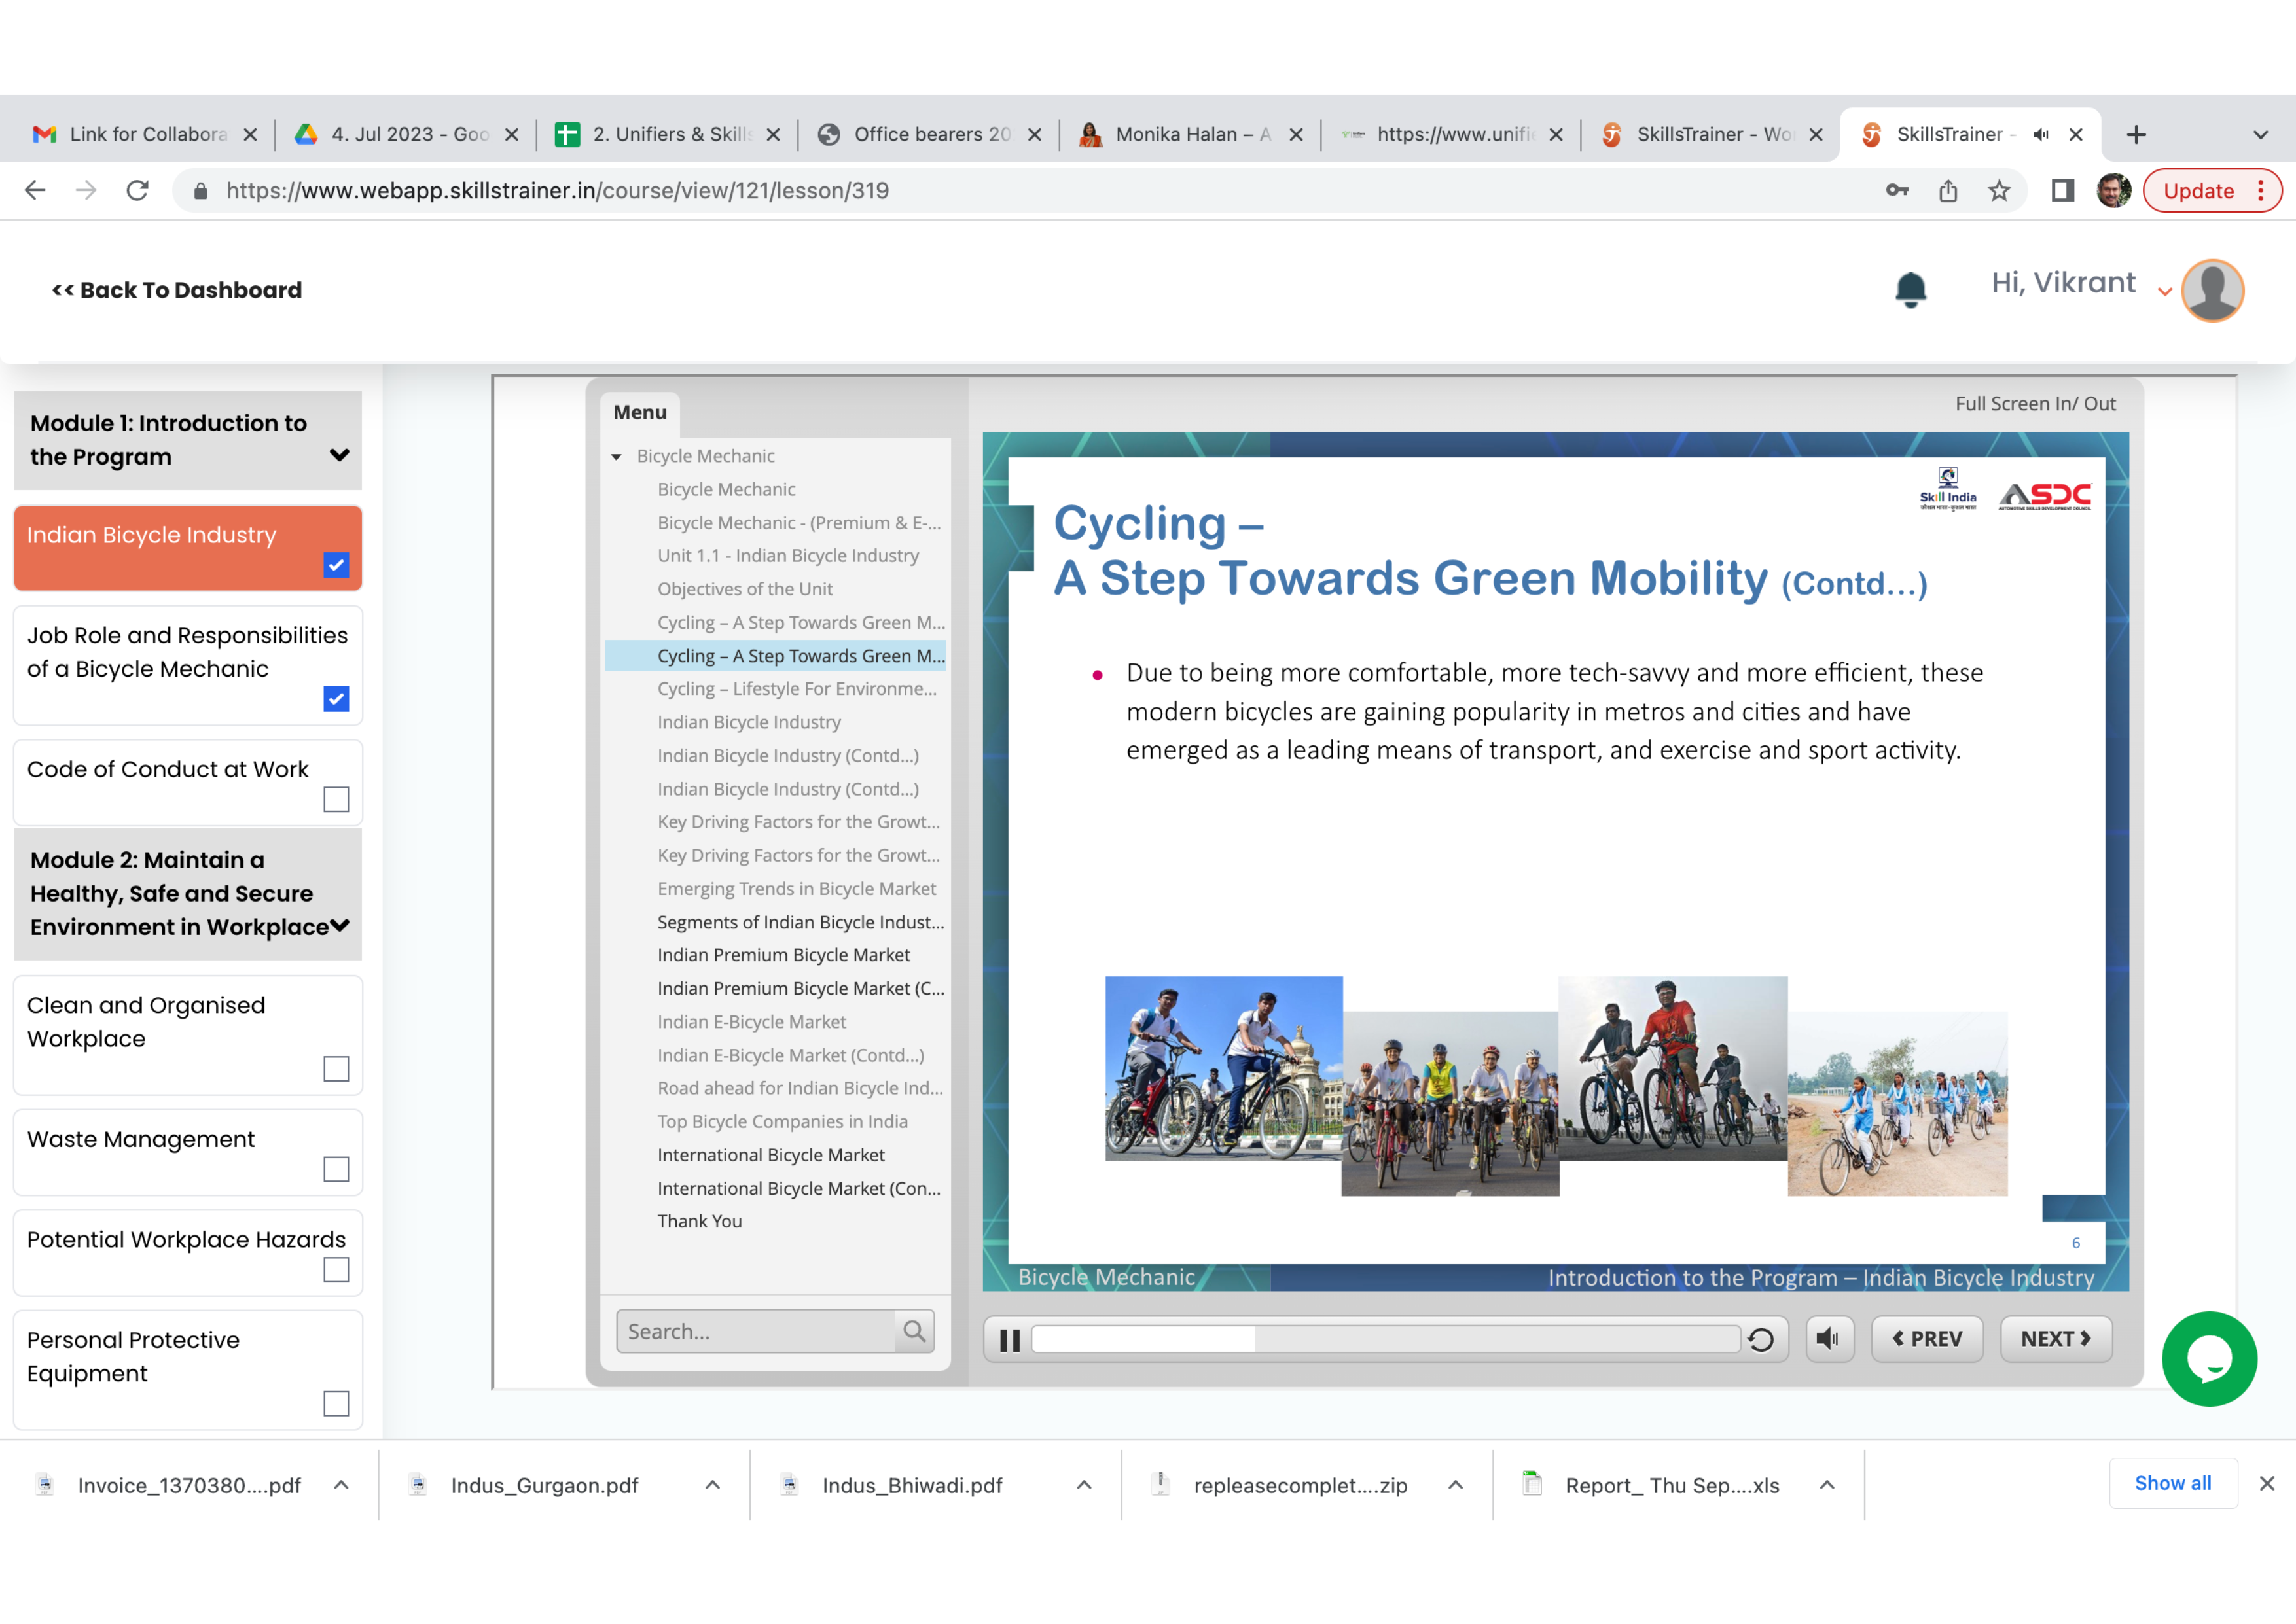 Link for Collabora
4. Jul 2023 - Goo
2. Unifiers & Skills
Office bearers 20
Monika Halan – A
https://www.unifie
SkillsTrainer - Wo
SkillsTrainer -
https://www.webapp.skillstrainer.in/course/view/121/lesson/319
Update
<< Back To Dashboard
Hi, Vikrant
Module 1: Introduction to
the Program
Indian Bicycle Industry
Job Role and Responsibilities
of a Bicycle Mechanic
Code of Conduct at Work
Module 2: Maintain a
Healthy, Safe and Secure
Environment in Workplace
Clean and Organised
Workplace
Waste Management
Potential Workplace Hazards
Personal Protective
Equipment
Menu
Bicycle Mechanic
Bicycle Mechanic
Bicycle Mechanic - (Premium & E-...
Unit 1.1 - Indian Bicycle Industry
Objectives of the Unit
Cycling – A Step Towards Green M...
Cycling – A Step Towards Green M...
Cycling – Lifestyle For Environme...
Indian Bicycle Industry
Indian Bicycle Industry (Contd...)
Indian Bicycle Industry (Contd...)
Key Driving Factors for the Growt...
Key Driving Factors for the Growt...
Emerging Trends in Bicycle Market
Segments of Indian Bicycle Indust...
Indian Premium Bicycle Market
Indian Premium Bicycle Market (C...
Indian E-Bicycle Market
Indian E-Bicycle Market (Contd...)
Road ahead for Indian Bicycle Ind...
Top Bicycle Companies in India
International Bicycle Market
International Bicycle Market (Con...
Thank You
Search...
Full Screen In/ Out
Skill India
कौशल भारत - कुशल भारत
ASDC
AUTOMOTIVE SKILLS DEVELOPMENT COUNCIL
Cycling –
A Step Towards Green Mobility (Contd...)
• Due to being more comfortable, more tech-savvy and more efficient, these
modern bicycles are gaining popularity in metros and cities and have
emerged as a leading means of transport, and exercise and sport activity.
6
Bicycle Mechanic
Introduction to the Program – Indian Bicycle Industry
PREV
NEXT
Invoice_1370380....pdf
Indus_Gurgaon.pdf
Indus_Bhiwadi.pdf
repleasecomplet....zip
Report_ Thu Sep....xls
Show all